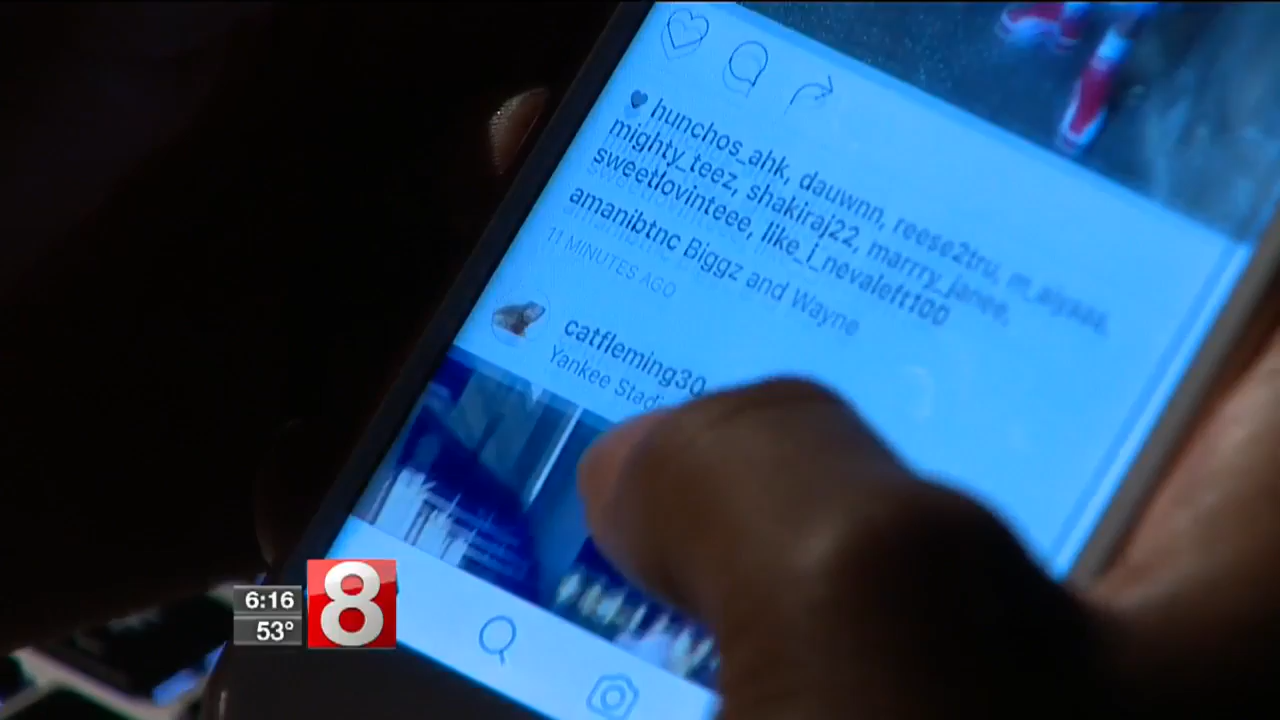 hunchos_ahk, dauwnn, reese2tru, m_alyssa,
mighty_teez, shakiraj22, marrry_janee,
sweetlovinteee, like_i_nevaleft100
amanibtnc Biggz and Wayne
11 MINUTES AGO
catfleming30
Yankee
6:16
53°
8